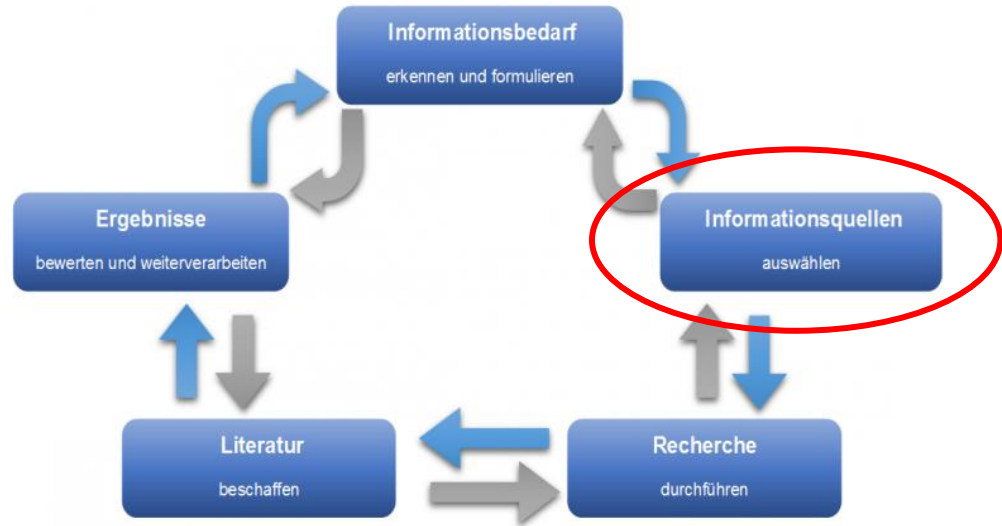 Informationsbedarf
erkennen und formulieren
Informationsquellen
auswählen
Recherche
durchführen
Literatur
beschaffen
Ergebnisse
bewerten und weiterverarbeiten